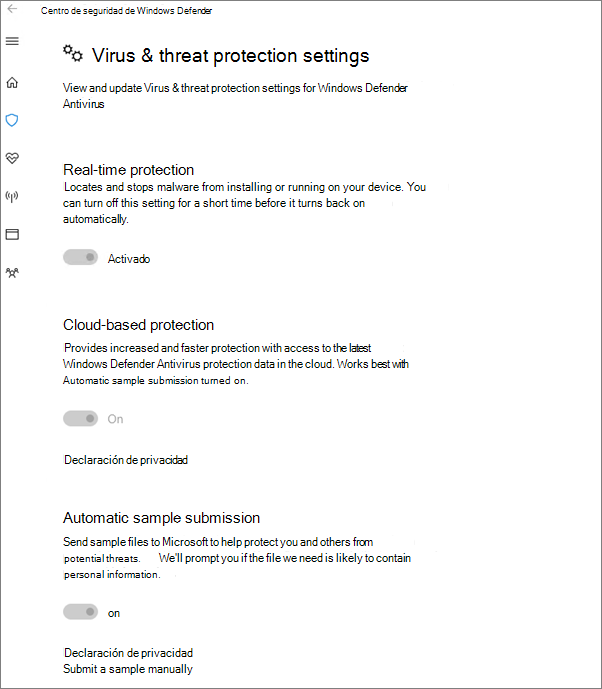 Centro de seguridad de Windows Defender
Virus & threat protection settings
View and update Virus & threat protection settings for Windows Defender
Antivirus
Real-time protection
Locates and stops malware from installing or running on your device. You
can turn off this setting for a short time before it turns back on
automatically.
Activado
Cloud-based protection
Provides increased and faster protection with access to the latest
Windows Defender Antivirus protection data in the cloud. Works best with
Automatic sample submission turned on.
On
Declaración de privacidad
Automatic sample submission
Send sample files to Microsoft to help protect you and others from
potential threats. We'll prompt you if the file we need is likely to contain
personal information.
on
Declaración de privacidad
Submit a sample manually